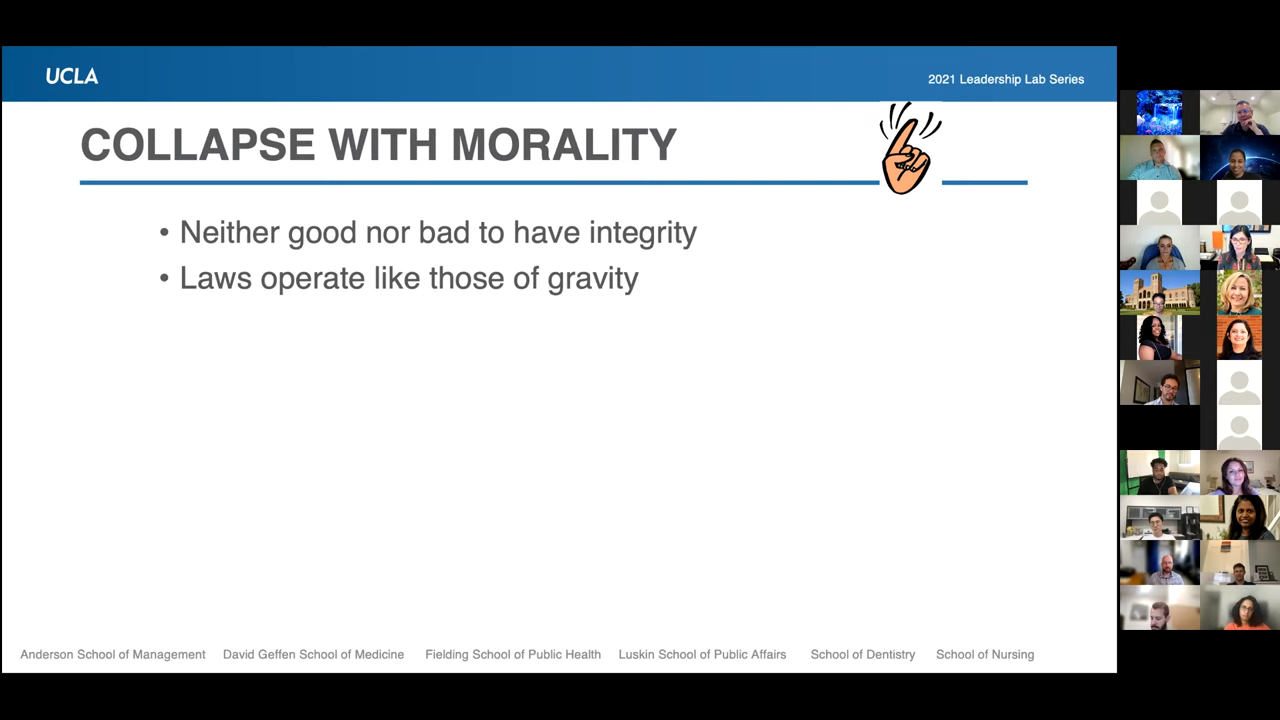 UCLA
2021 Leadership Lab Series
COLLAPSE WITH MORALITY
• Neither good nor bad to have integrity
• Laws operate like those of gravity
Anderson School of Management David Geffen School of Medicine Fielding School of Public Health Luskin School of Public Affairs School of Dentistry School of Nursing